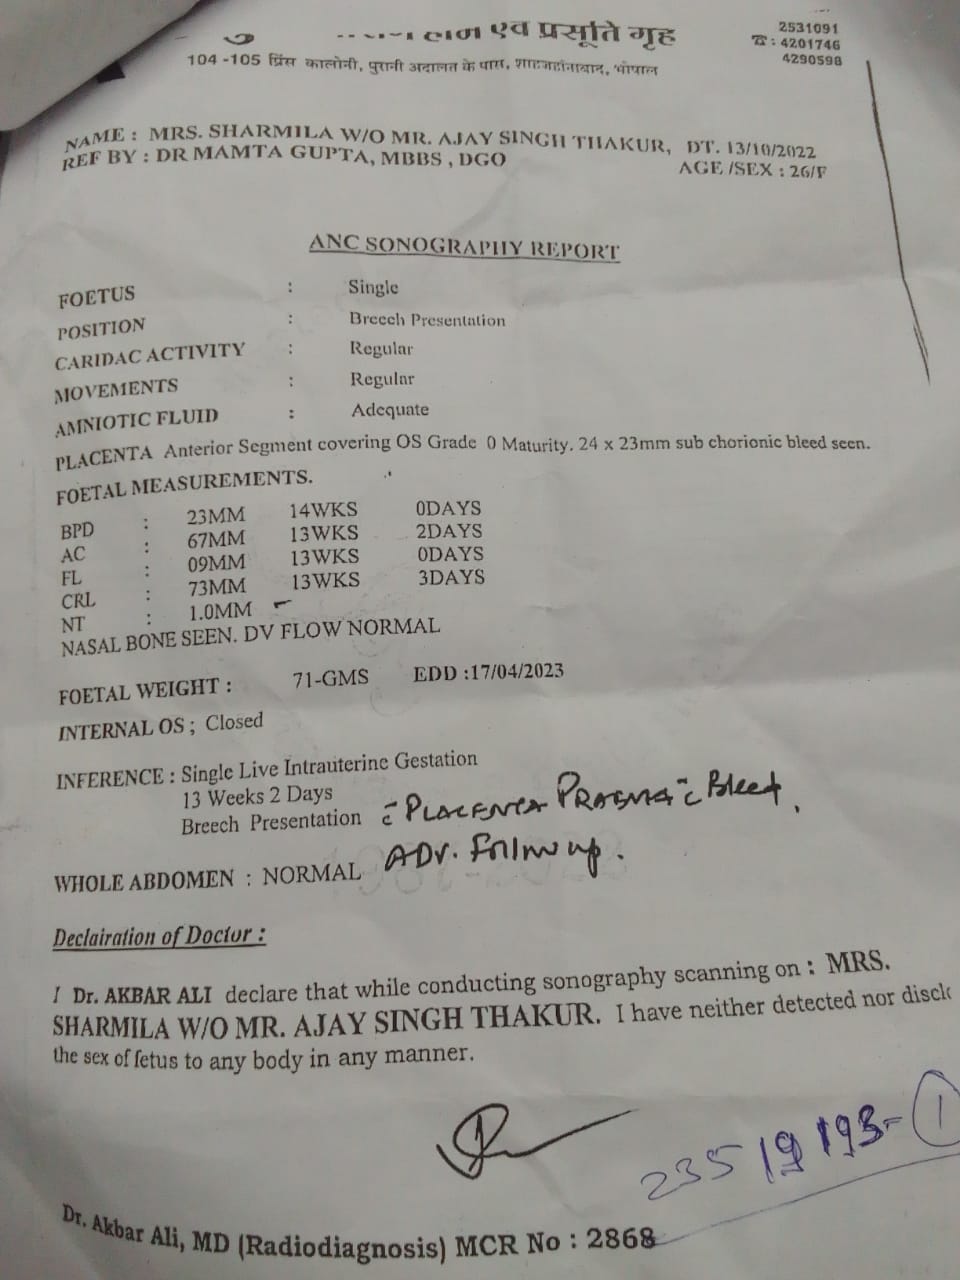 एवं प्रसूति गृह
2531091
☎ : 4201746
4290598
104 -105 प्रिंस कालोनी, पुरानी अदालत के पास, शाहजहांनाबाद, भोपाल
NAME : MRS. SHARMILA W/O MR. AJAY SINGH THAKUR, DT. 13/10/2022
REF BY : DR MAMTA GUPTA, MBBS , DGO
AGE /SEX : 26/F
ANC SONOGRAPHY REPORT
FOETUS : Single
POSITION : Breech Presentation
CARIDAC ACTIVITY : Regular
MOVEMENTS : Regular
AMNIOTIC FLUID : Adequate
PLACENTA Anterior Segment covering OS Grade 0 Maturity. 24 x 23mm sub chorionic bleed seen.
FOETAL MEASUREMENTS.
BPD : 23MM 14WKS 0DAYS
AC : 67MM 13WKS 2DAYS
FL : 09MM 13WKS 0DAYS
CRL : 73MM 13WKS 3DAYS
NT : 1.0MM
NASAL BONE SEEN. DV FLOW NORMAL
FOETAL WEIGHT : 71-GMS EDD :17/04/2023
INTERNAL OS ; Closed
INFERENCE : Single Live Intrauterine Gestation
13 Weeks 2 Days
Breech Presentation c̄ PLACENTA PRAEVIA c̄ Bleed.
ADV. Follow up.
WHOLE ABDOMEN : NORMAL
Declairation of Doctor :
I Dr. AKBAR ALI declare that while conducting sonography scanning on : MRS.
SHARMILA W/O MR. AJAY SINGH THAKUR. I have neither detected nor disclo
the sex of fetus to any body in any manner.
235/9/193-1
Dr. Akbar Ali, MD (Radiodiagnosis) MCR No : 2868